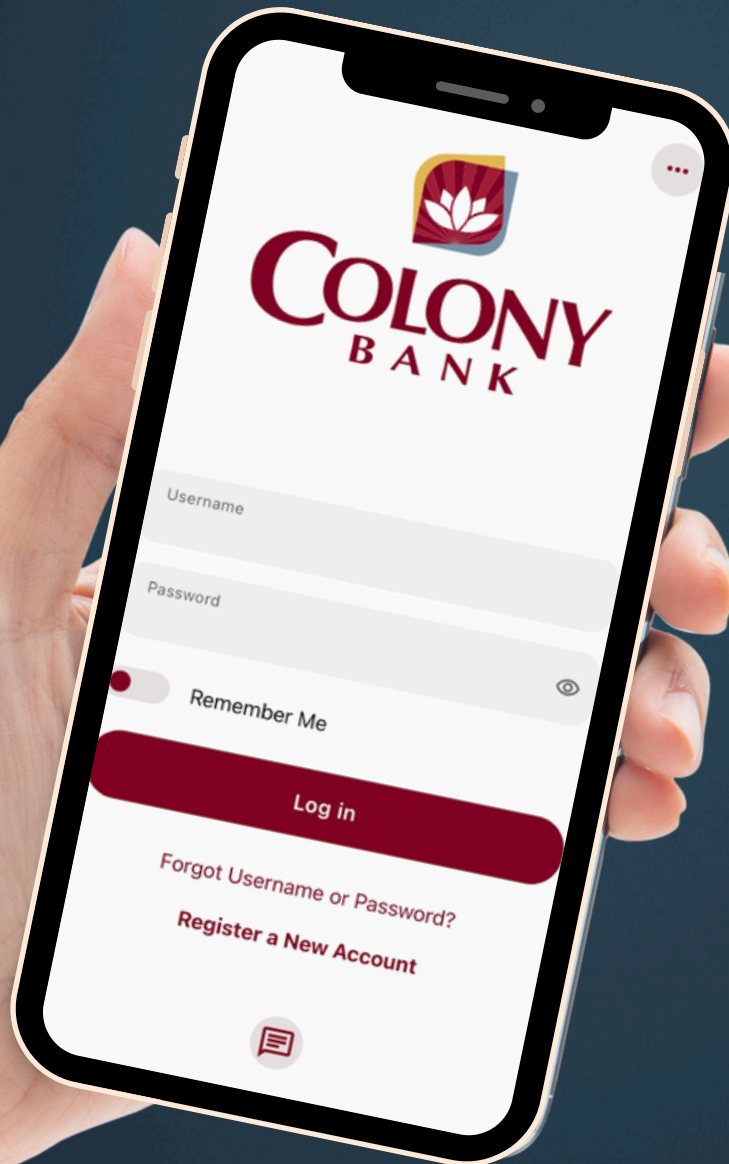 COLONY
BANK
Username
Password
Remember Me
Log in
Forgot Username or Password?
Register a New Account